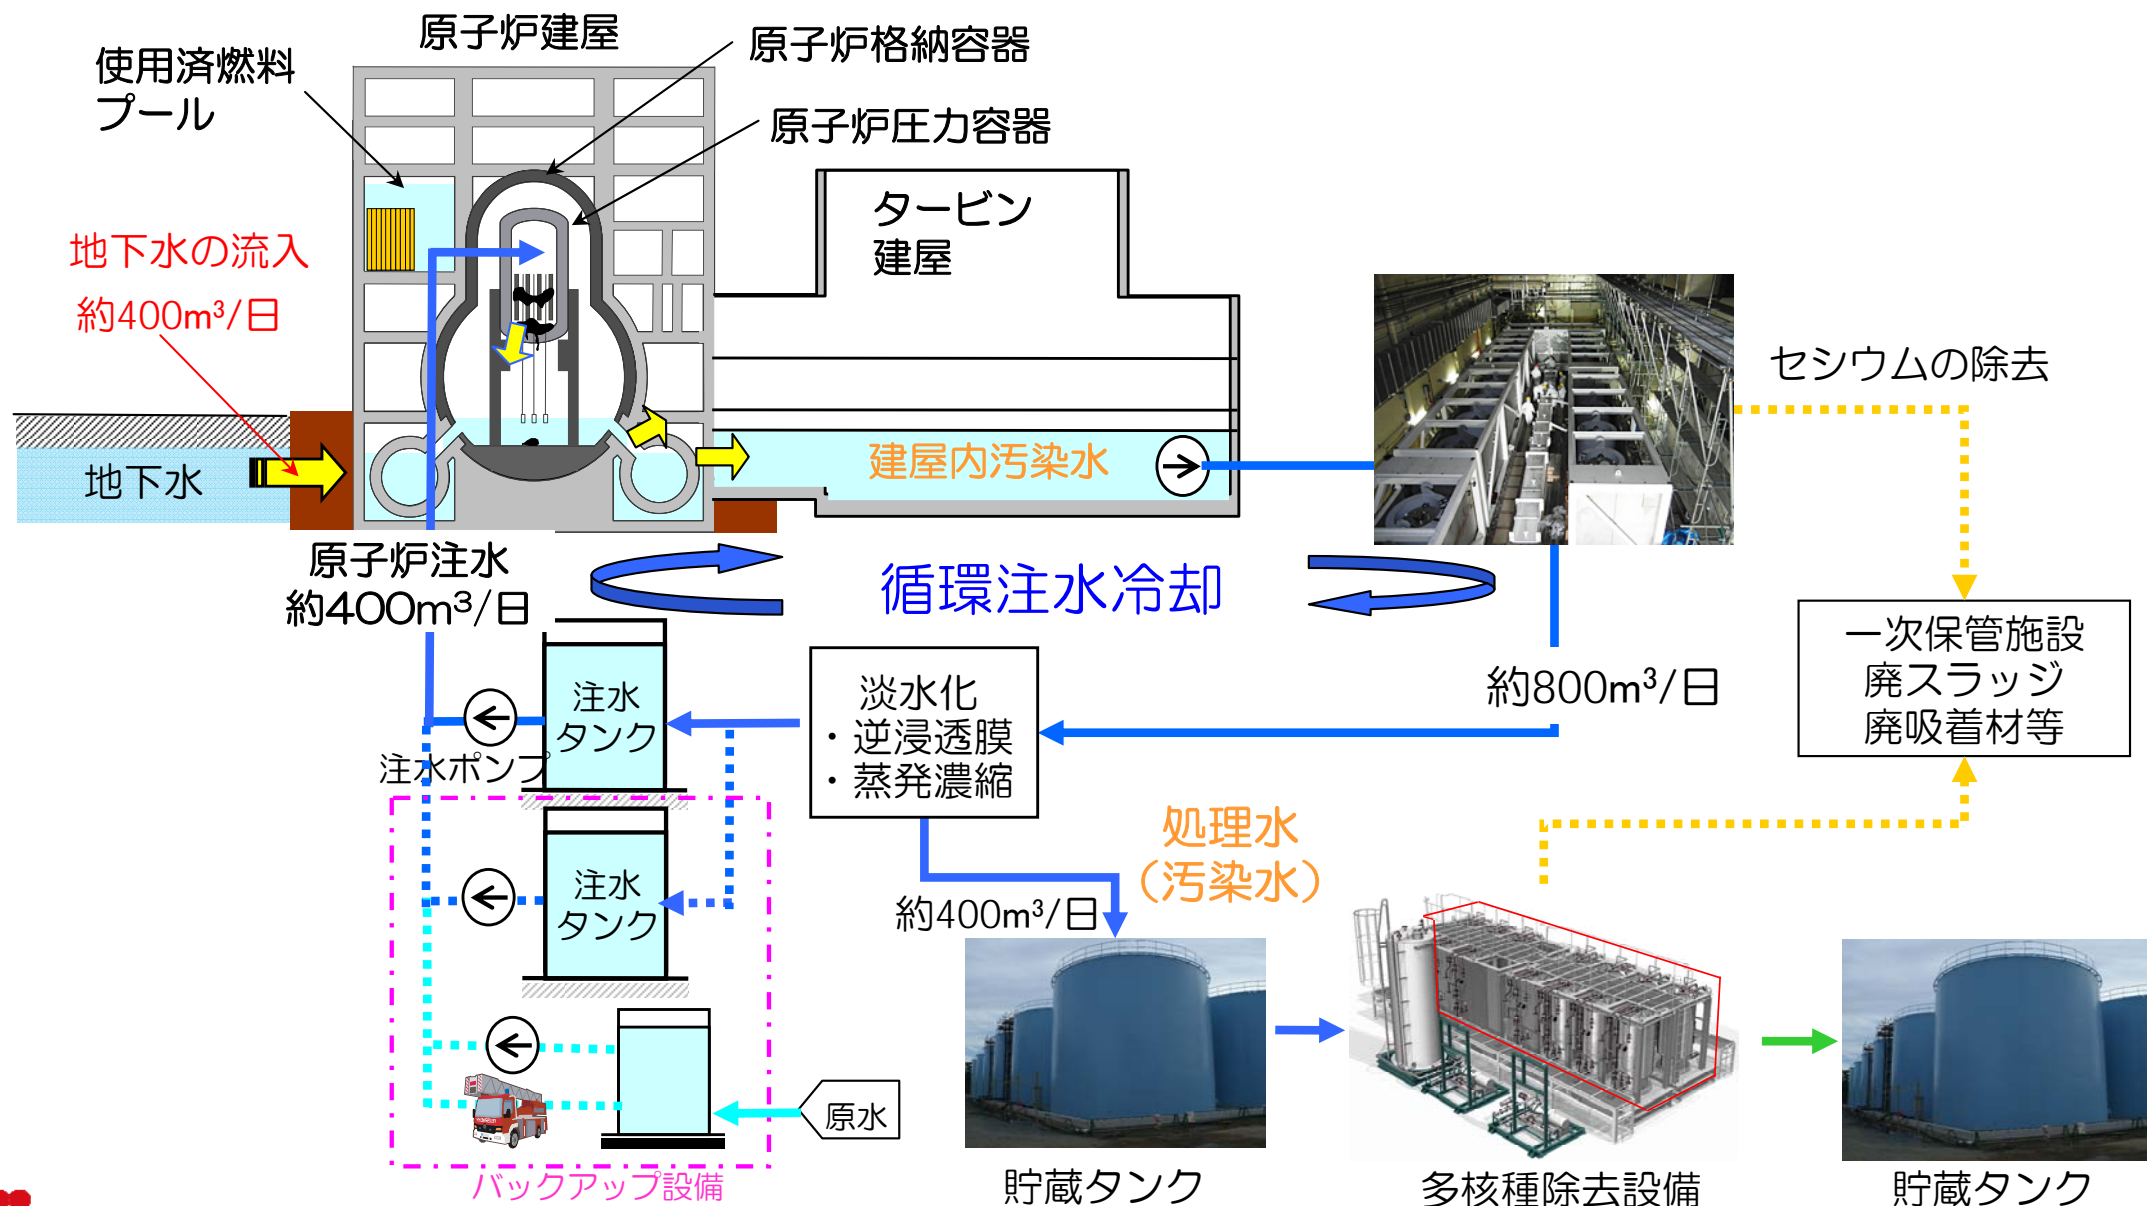 原子炉建屋
原子炉格納容器
使用済燃料
プール
原子炉圧力容器
タービン
建屋
地下水の流入
約400m³/日
セシウムの除去
地下水
建屋内汚染水
原子炉注水
約400m³/日
循環注水冷却
一次保管施設
廃スラッジ
廃吸着材等
約800m³/日
注水
タンク
淡水化
・逆浸透膜
・蒸発濃縮
注水ポンプ
処理水
(汚染水)
注水
タンク
約400m³/日
原水
バックアップ設備
貯蔵タンク
多核種除去設備
貯蔵タンク